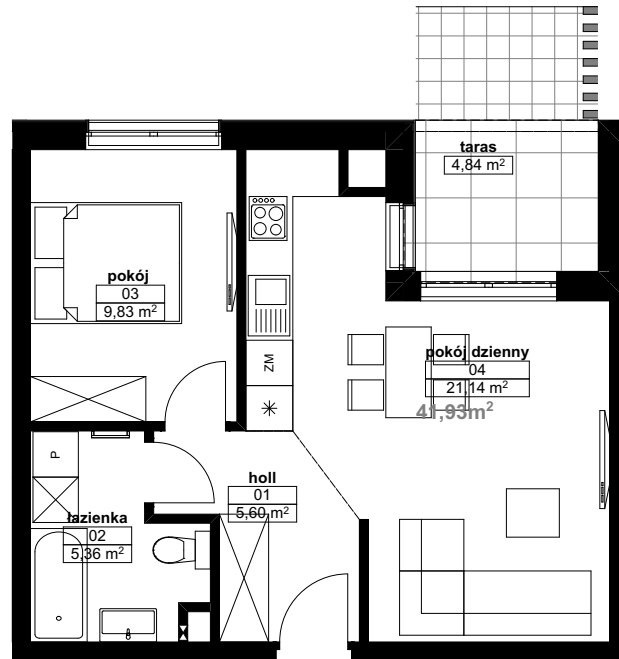 taras
4,84 m²
pokój
03
9,83 m²
pokój dzienny
04
21,14 m²
41,93m²
ZM
holl
01
5,60 m²
P
łazienka
02
5,36 m²